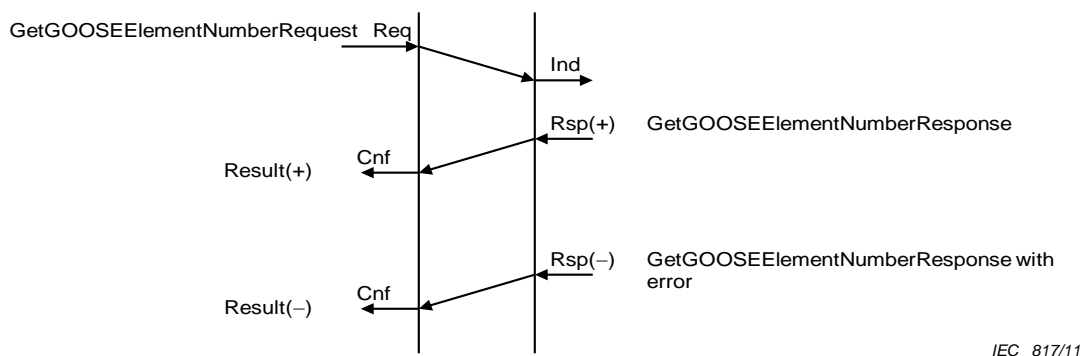 GetGOOSEElementNumberRequest Req
Ind
Rsp(+) GetGOOSEElementNumberResponse
Cnf
Result(+)
Rsp(−) GetGOOSEElementNumberResponse with
error
Cnf
Result(−)
IEC 817/11